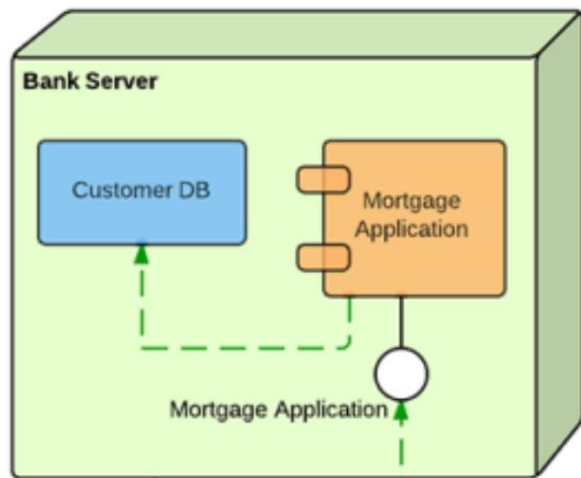 Bank Server
Customer DB
Mortgage
Application
Mortgage Application